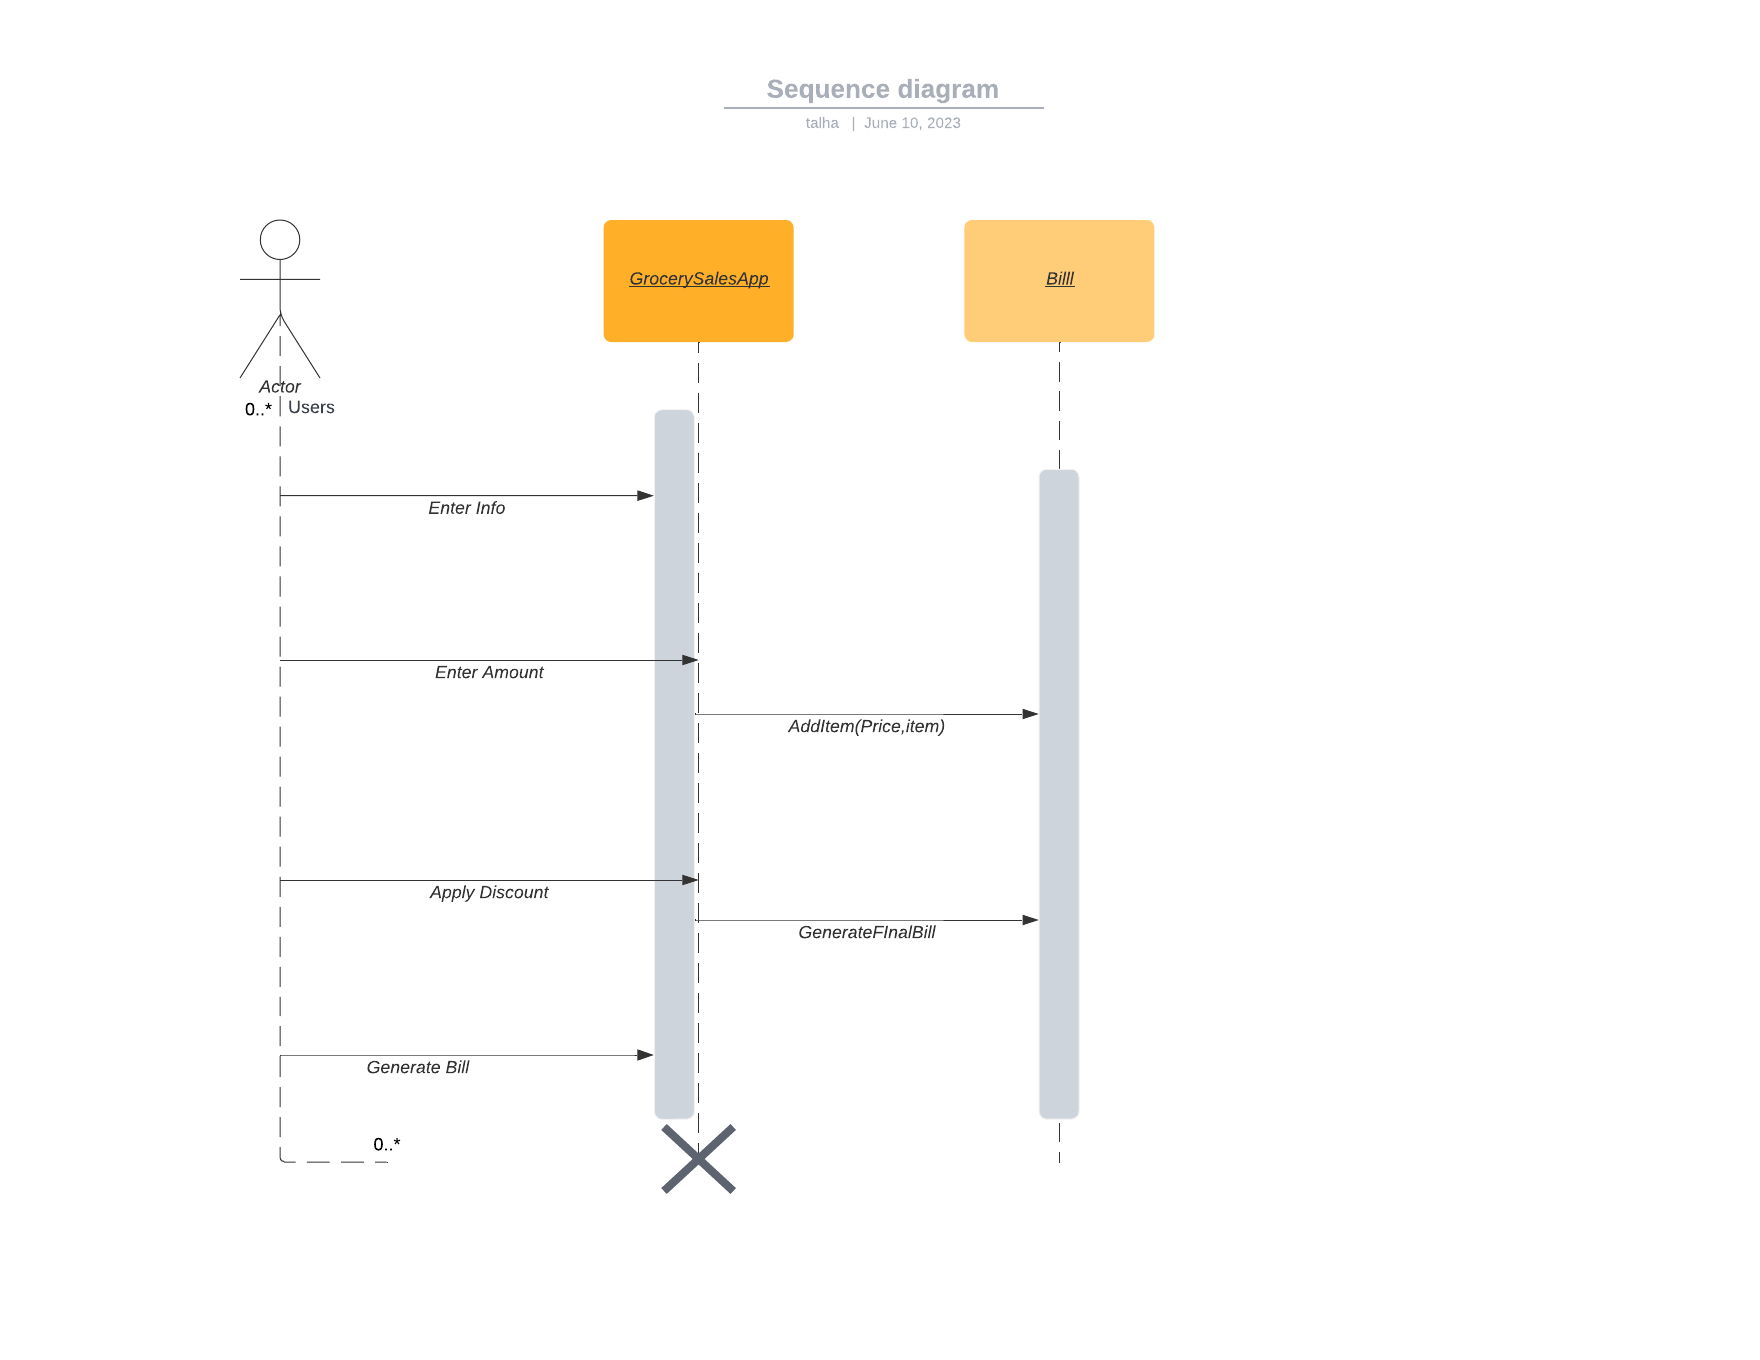 Sequence diagram
talha | June 10, 2023
GrocerySalesApp
Billl
Actor
0..* Users
Enter Info
Enter Amount
AddItem(Price,item)
Apply Discount
GenerateFInalBill
Generate Bill
0..*